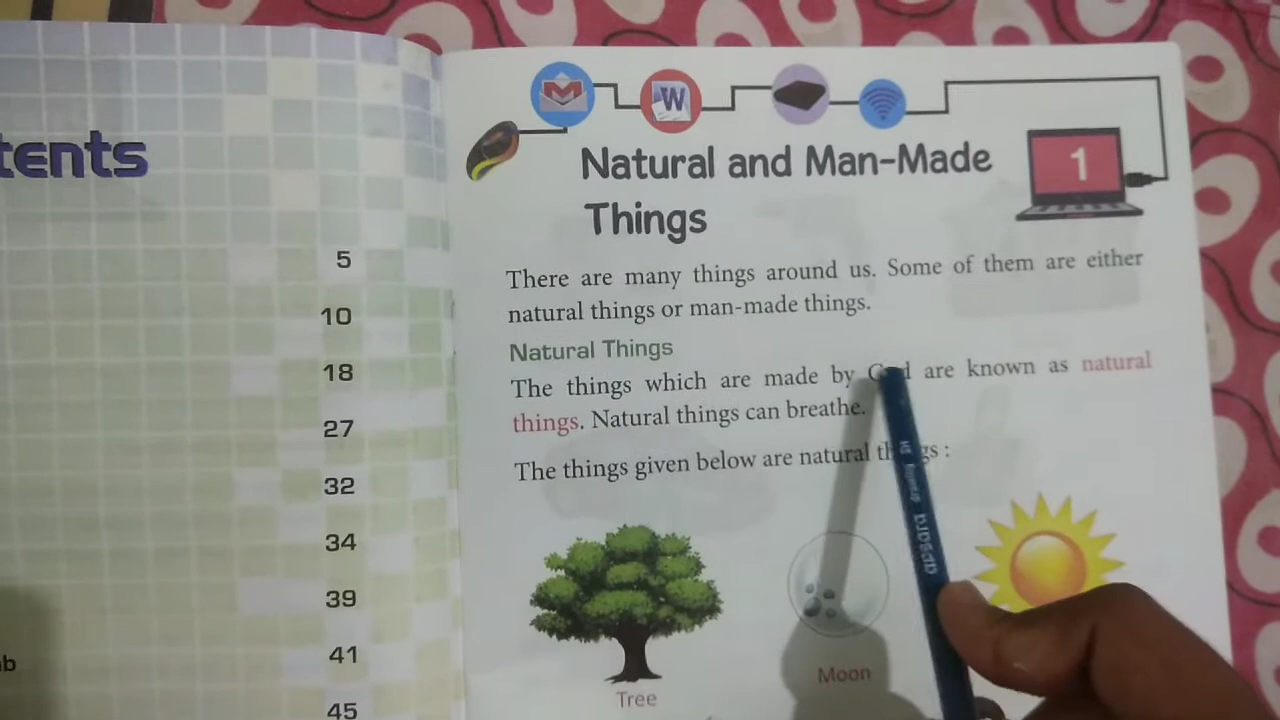 tents
5
10
18
27
32
34
39
41
45
W
1
Natural and Man-Made
Things
There are many things around us. Some of them are either
natural things or man-made things.
Natural Things
The things which are made by God are known as natural
things. Natural things can breathe.
The things given below are natural things :
Tree
Moon